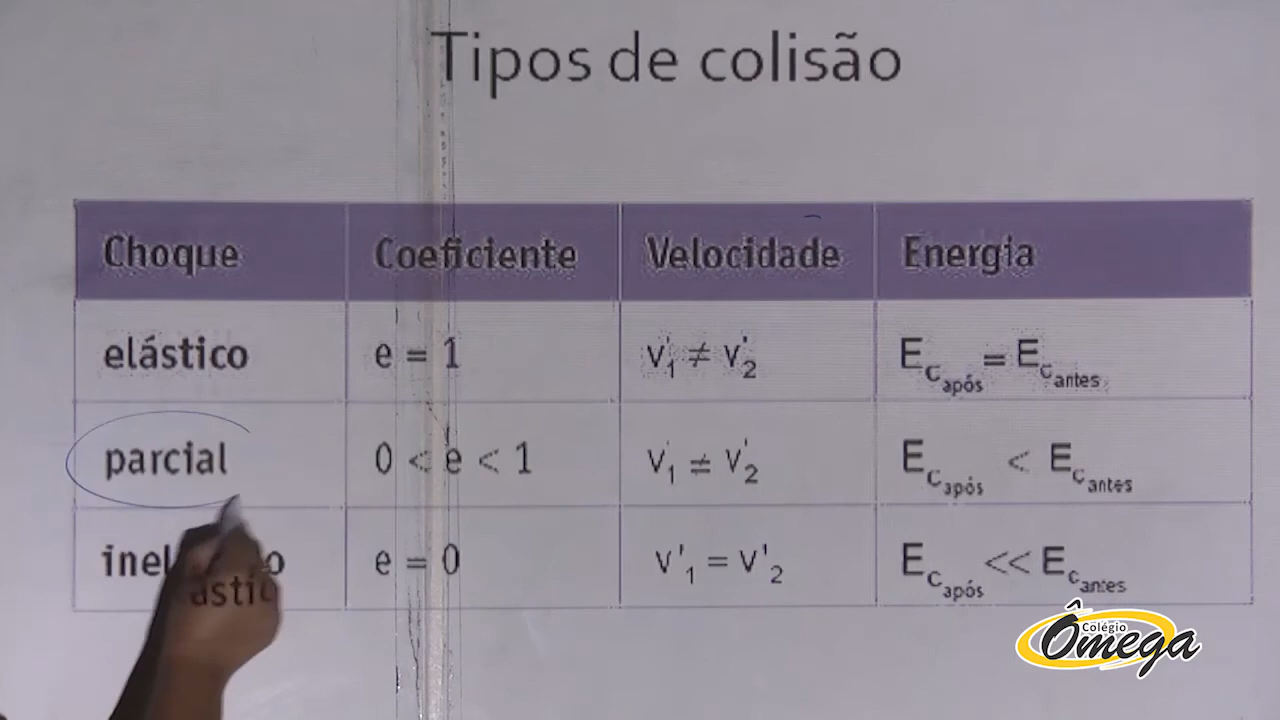 Tipos de colisão
Choque Coeficiente Velocidade Energia
elástico e = 1 v'1 ≠ v'2 Ecapós = Ecantes
parcial 0 < e < 1 v'1 ≠ v'2 Ecapós < Ecantes
e = 0 v'1 = v'2 Ecapós << Ecantes
Colégio
Ômega